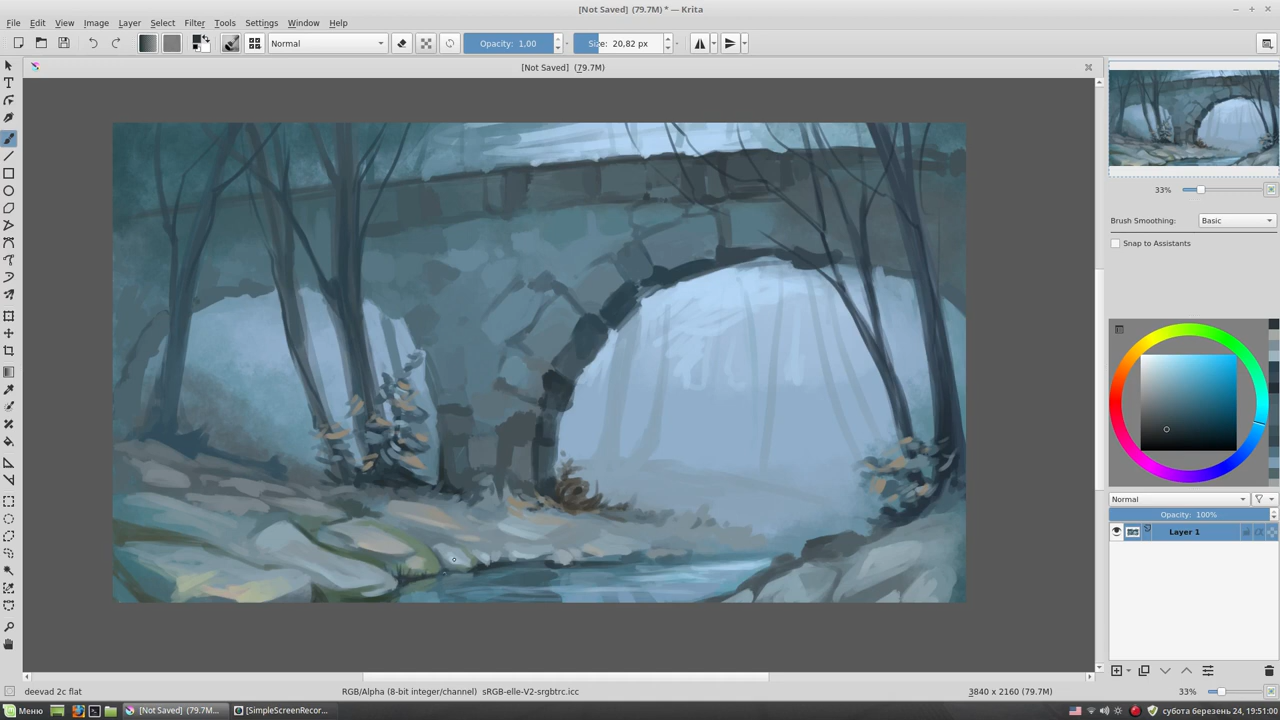 [Not Saved]  (79.7M) * — Krita
File Edit View Image Layer Select Filter Tools Settings Window Help
Normal Opacity: 1,00 Size: 20,82 px
[Not Saved]  (79.7M)
33%
Brush Smoothing: Basic
Snap to Assistants
Normal
Opacity: 100%
Layer 1
deevad 2c flat RGB/Alpha (8-bit integer/channel)  sRGB-elle-V2-srgbtrc.icc 3840 x 2160 (79.7M) 33%
Меню [Not Saved]  (79.7M... [SimpleScreenRecor... субота березень 24, 19:51:00